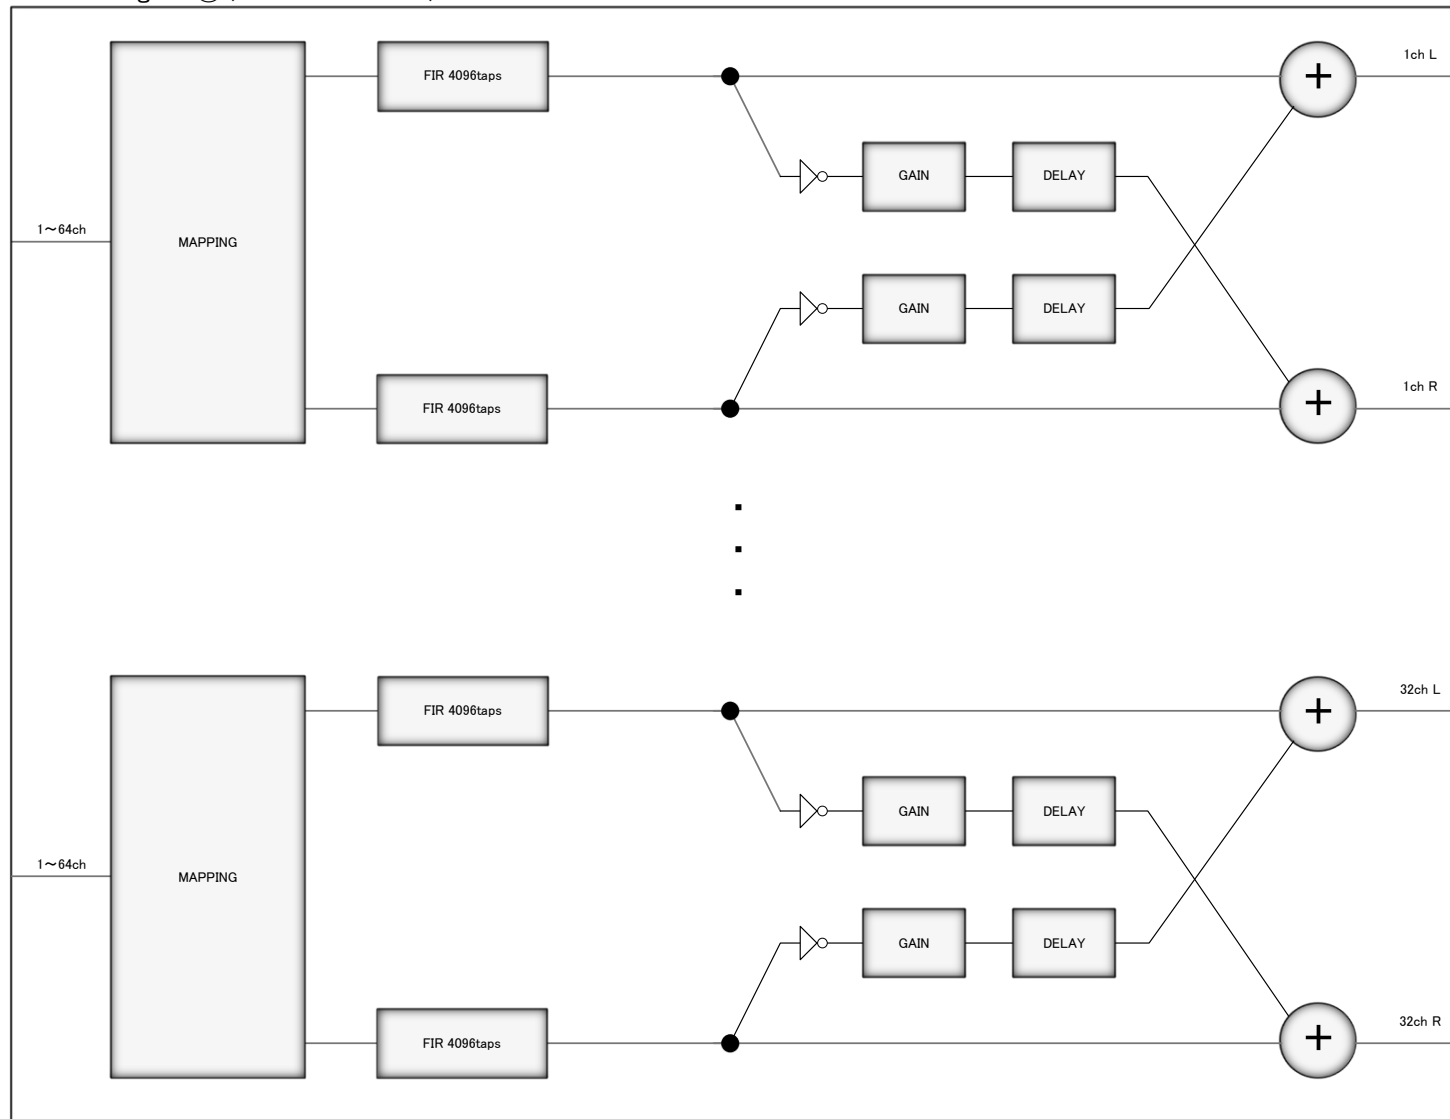 1ch L
FIR 4096taps
GAIN
DELAY
1～64ch
MAPPING
GAIN
DELAY
1ch R
FIR 4096taps
32ch L
FIR 4096taps
GAIN
DELAY
1～64ch
MAPPING
GAIN
DELAY
32ch R
FIR 4096taps